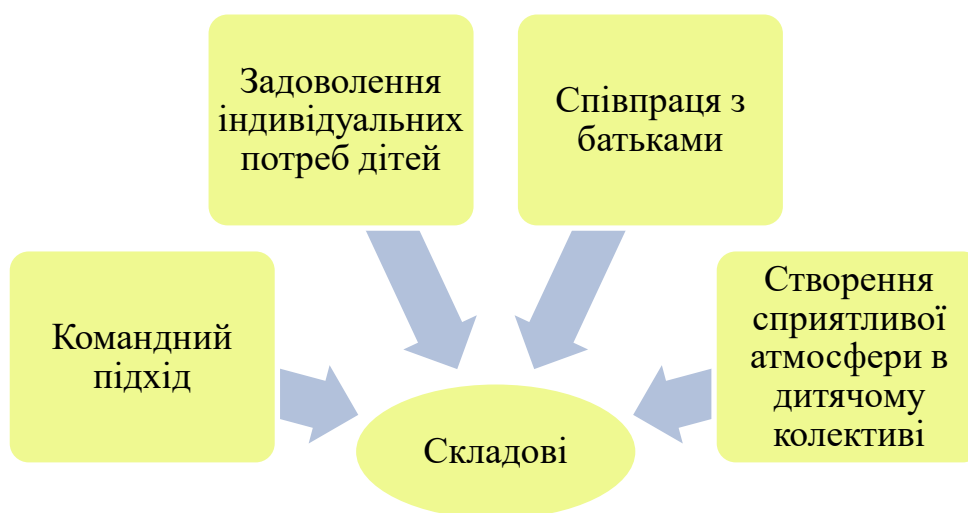 Задоволення
індивідуальних
потреб дітей
Співпраця з
батьками
Командний
підхід
Створення
сприятливої
атмосфери в
дитячому
колективі
Складові